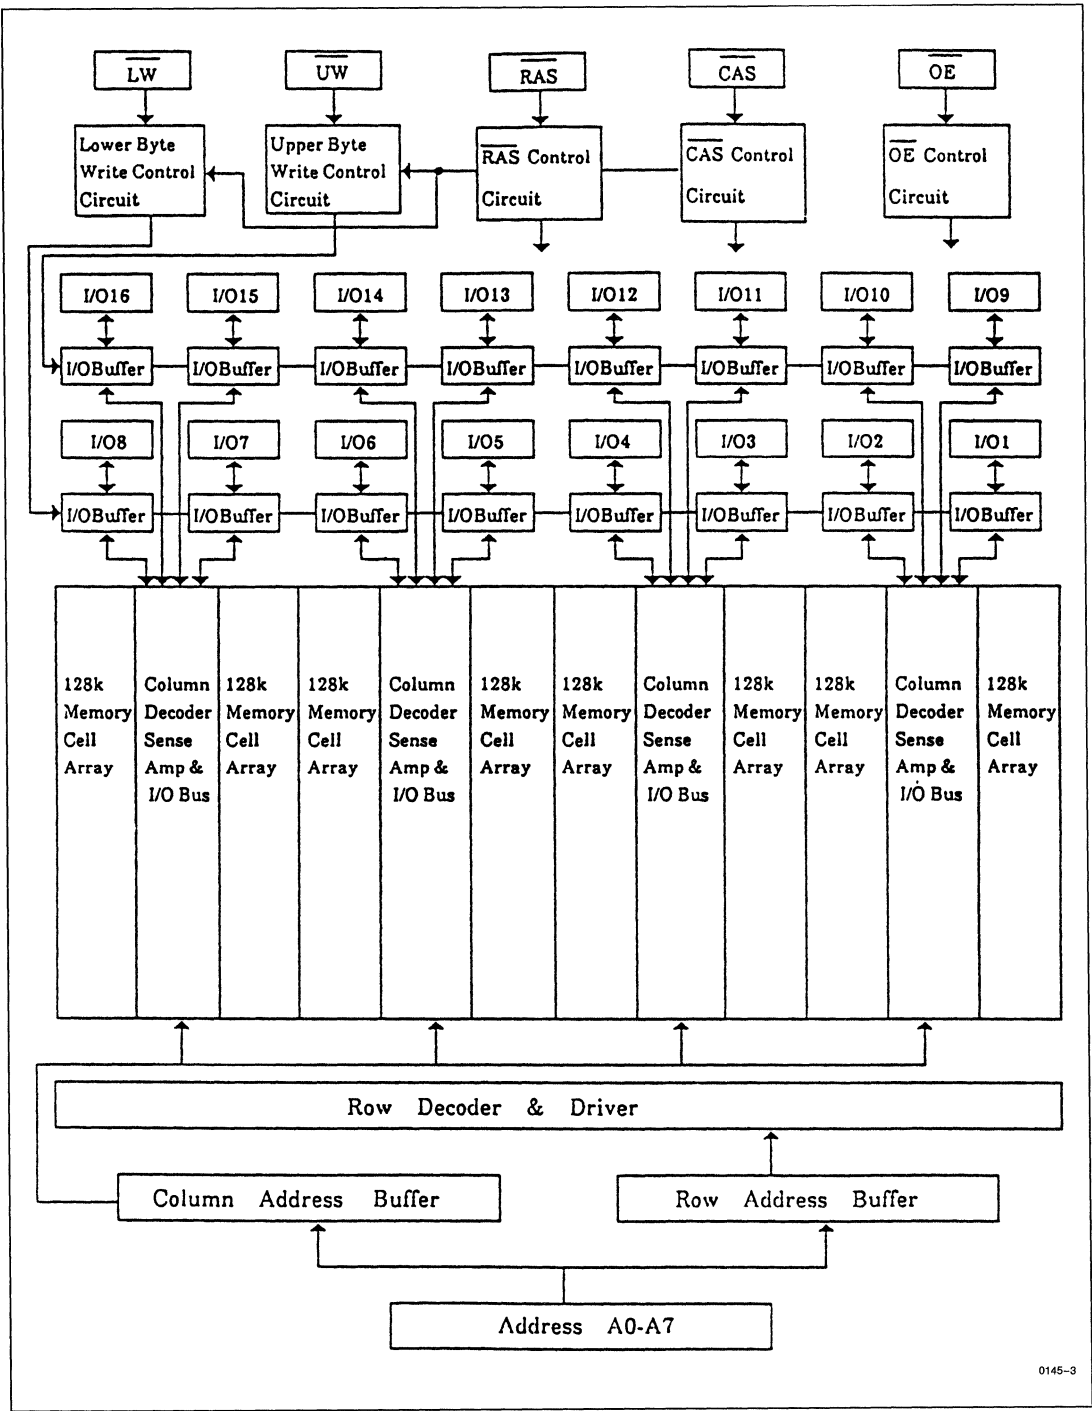 LW
UW
RAS
CAS
OE
Lower Byte
Write Control
Circuit
Upper Byte
Write Control
Circuit
RAS Control
Circuit
CAS Control
Circuit
OE Control
Circuit
I/O16
I/O15
I/O14
I/O13
I/O12
I/O11
I/O10
I/O9
I/OBuffer
I/OBuffer
I/OBuffer
I/OBuffer
I/OBuffer
I/OBuffer
I/OBuffer
I/OBuffer
I/O8
I/O7
I/O6
I/O5
I/O4
I/O3
I/O2
I/O1
I/OBuffer
I/OBuffer
I/OBuffer
I/OBuffer
I/OBuffer
I/OBuffer
I/OBuffer
I/OBuffer
128k
Memory
Cell
Array
Column
Decoder
Sense
Amp &
I/O Bus
128k
Memory
Cell
Array
128k
Memory
Cell
Array
Column
Decoder
Sense
Amp &
I/O Bus
128k
Memory
Cell
Array
128k
Memory
Cell
Array
Column
Decoder
Sense
Amp &
I/O Bus
128k
Memory
Cell
Array
128k
Memory
Cell
Array
Column
Decoder
Sense
Amp &
I/O Bus
128k
Memory
Cell
Array
Row Decoder & Driver
Column Address Buffer
Row Address Buffer
Address A0-A7
0145-3